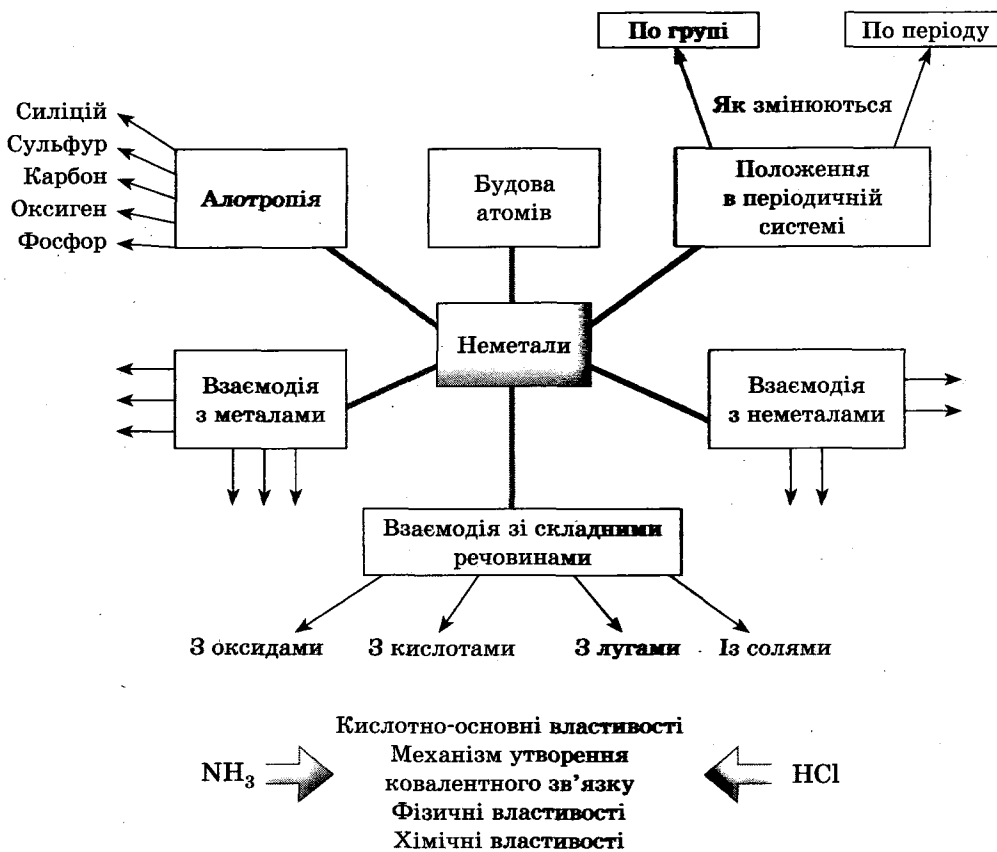 По групі
По періоду
Як змінюються
Силіцій
Сульфур
Карбон
Оксиген
Фосфор
Алотропія
Будова
атомів
Положення
в періодичній
системі
Неметали
Взаємодія
з металами
Взаємодія
з неметалами
Взаємодія зі складними
речовинами
З оксидами
З кислотами
З лугами
Із солями
Кислотно-основні властивості
Механізм утворення
ковалентного зв’язку
Фізичні властивості
Хімічні властивості
NH₃
HCl